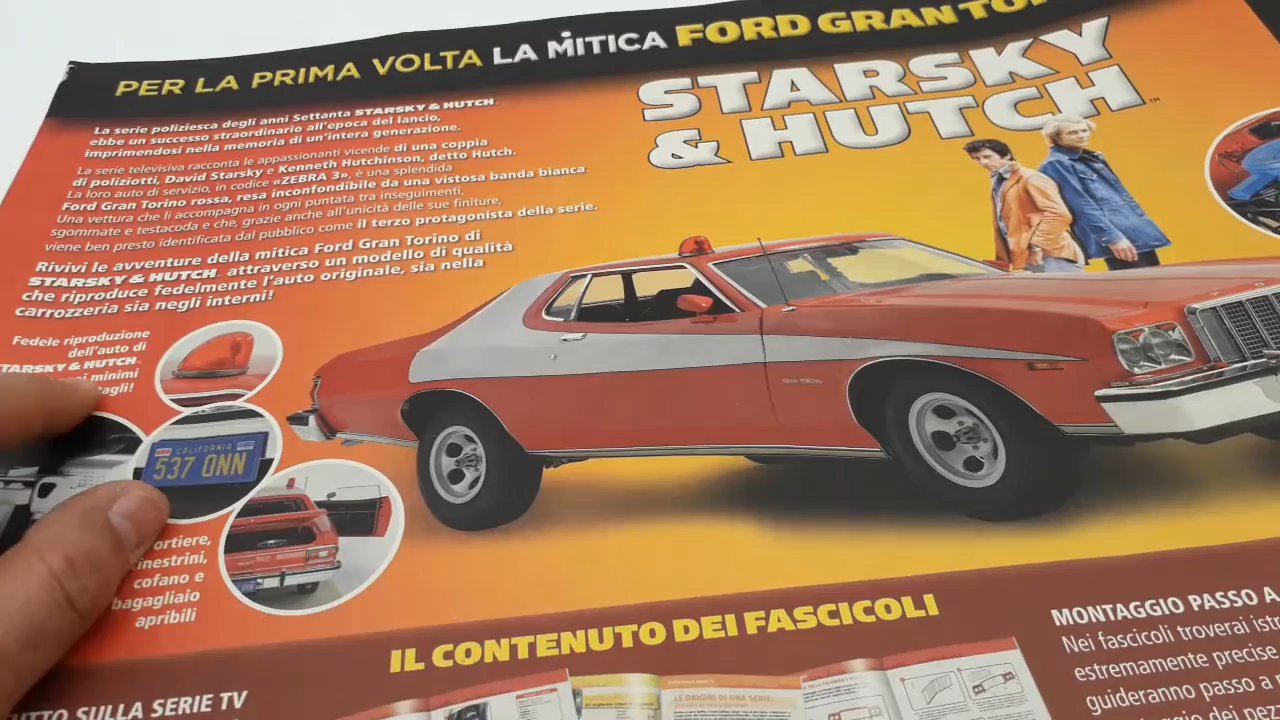 PER LA PRIMA VOLTA LA MITICA FORD GRAN
STARSKY
& HUTCH™
La serie poliziesca degli anni Settanta STARSKY & HUTCH
ebbe un successo straordinario all'epoca del lancio,
imprimendosi nella memoria di un'intera generazione.
La serie televisiva racconta le appassionanti vicende di una coppia
di poliziotti, David Starsky e Kenneth Hutchinson, detto Hutch.
La loro auto di servizio, in codice «ZEBRA 3», è una splendida
Ford Gran Torino rossa, resa inconfondibile da una vistosa banda bianca.
Una vettura che li accompagna in ogni puntata tra inseguimenti,
sgommate e testacoda e che, grazie anche all'unicità delle sue finiture,
viene ben presto identificata dal pubblico come il terzo protagonista della serie.
Rivivi le avventure della mitica Ford Gran Torino di
STARSKY & HUTCH attraverso un modello di qualità
che riproduce fedelmente l'auto originale, sia nella
carrozzeria sia negli interni!
Fedele riproduzione
dell'auto di
STARSKY & HUTCH
minimi
CALIFORNIA
537 ONN
GRAN TORINO
cofano e
bagagliaio
apribili
IL CONTENUTO DEI FASCICOLI
SULLA SERIE TV
LE ORIGINI DI UNA SERIE
MONTAGGIO PASSO A
Nei fascicoli troverai
estremamente precise
guideranno passo a